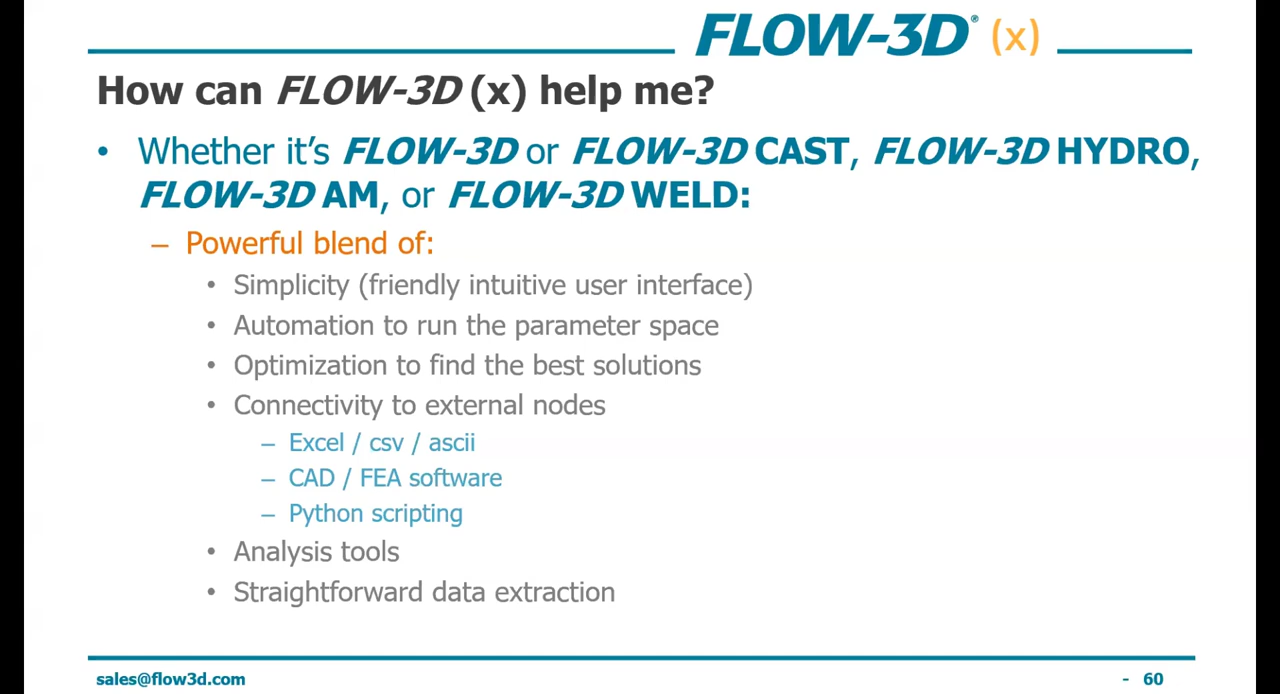 FLOW-3D® (x)
How can FLOW-3D (x) help me?
• Whether it’s FLOW-3D or FLOW-3D CAST, FLOW-3D HYDRO,
FLOW-3D AM, or FLOW-3D WELD:
– Powerful blend of:
• Simplicity (friendly intuitive user interface)
• Automation to run the parameter space
• Optimization to find the best solutions
• Connectivity to external nodes
– Excel / csv / ascii
– CAD / FEA software
– Python scripting
• Analysis tools
• Straightforward data extraction
sales@flow3d.com
- 60